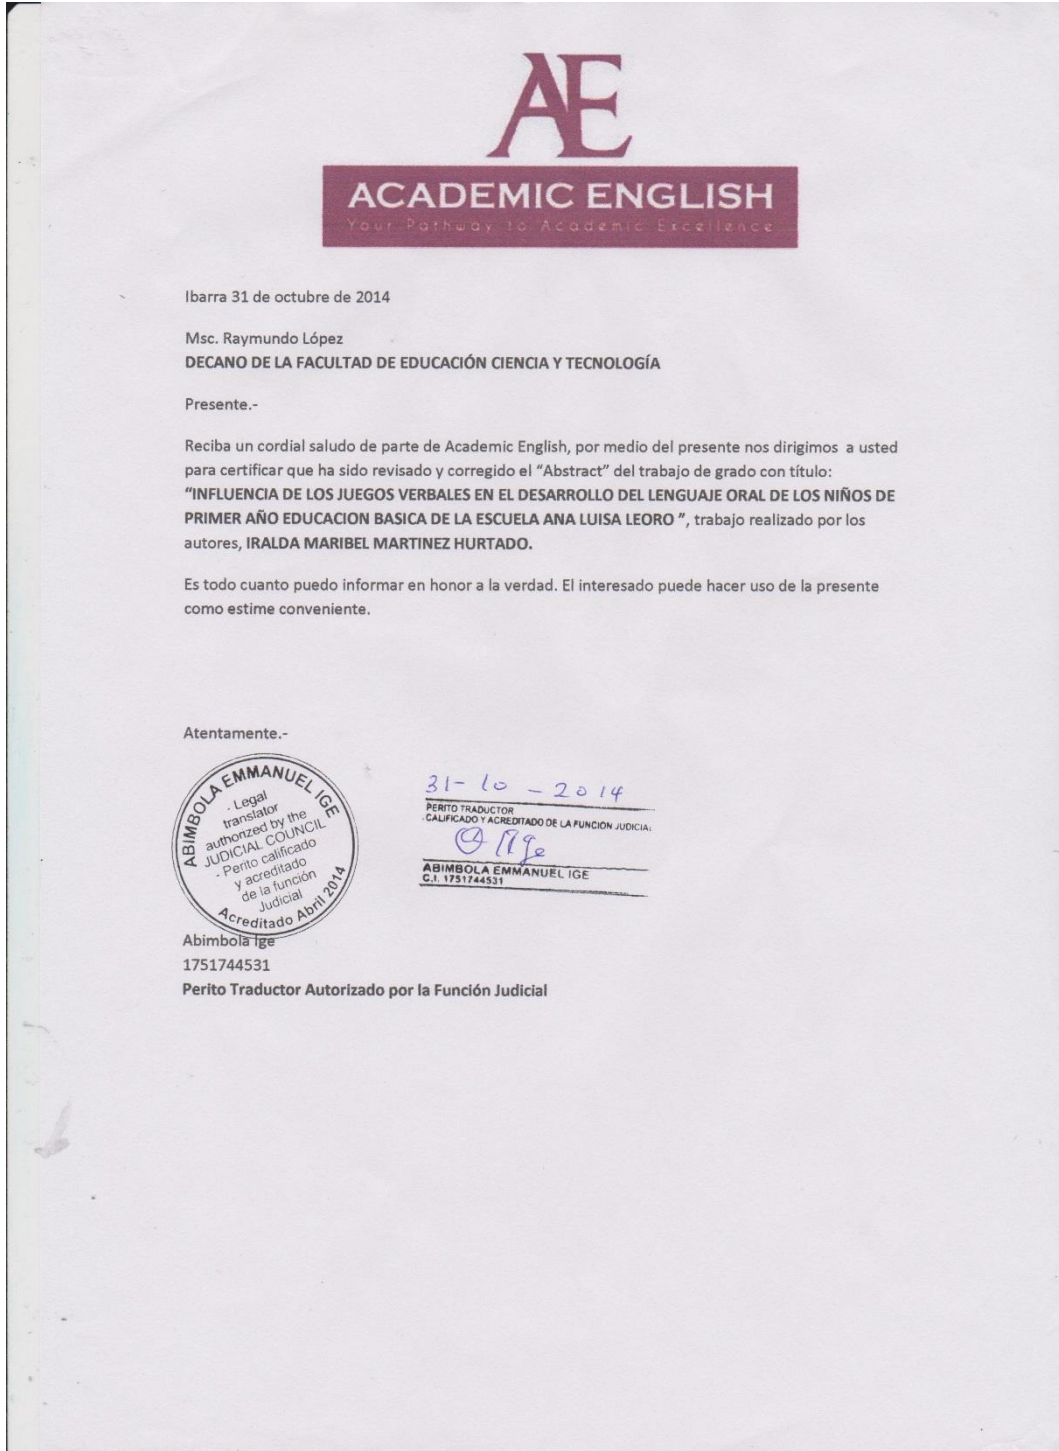 AE
ACADEMIC ENGLISH
Your Pathway to Academic Excellence
Ibarra 31 de octubre de 2014
Msc. Raymundo López
DECANO DE LA FACULTAD DE EDUCACIÓN CIENCIA Y TECNOLOGÍA
Presente.-
Reciba un cordial saludo de parte de Academic English, por medio del presente nos dirigimos a usted
para certificar que ha sido revisado y corregido el “Abstract” del trabajo de grado con título:
“INFLUENCIA DE LOS JUEGOS VERBALES EN EL DESARROLLO DEL LENGUAJE ORAL DE LOS NIÑOS DE
PRIMER AÑO EDUCACION BASICA DE LA ESCUELA ANA LUISA LEORO ”, trabajo realizado por los
autores, IRALDA MARIBEL MARTINEZ HURTADO.
Es todo cuanto puedo informar en honor a la verdad. El interesado puede hacer uso de la presente
como estime conveniente.
Atentamente.-
ABIMBOLA EMMANUEL IGE
- Legal
translator
authorized by the
JUDICIAL COUNCIL
- Perito calificado
y acreditado
de la función
Judicial
Acreditado Abril 2014
31-10-2014
PERITO TRADUCTOR
CALIFICADO Y ACREDITADO DE LA FUNCION JUDICIAL
ABIMBOLA EMMANUEL IGE
C.I. 1751744531
Abimbola Ige
1751744531
Perito Traductor Autorizado por la Función Judicial